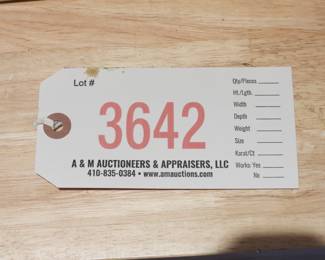 Lot #
3642
A & M AUCTIONEERS & APPRAISERS, LLC
410-835-0384 • www.amauctions.com
Qty/Pieces
Ht./Lgth.
Width
Depth
Weight
Size
Karat/Ct
Works: Yes
No